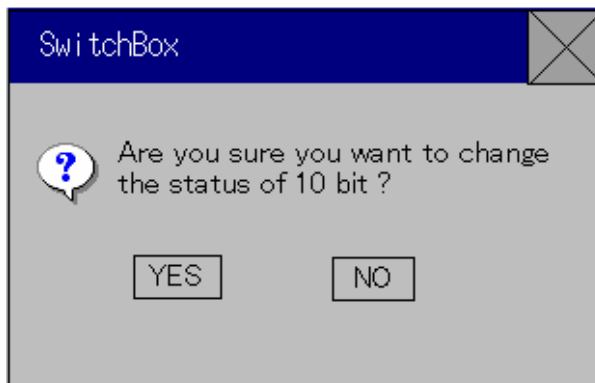 SwitchBox
?
Are you sure you want to change
the status of 10 bit ?
YES NO